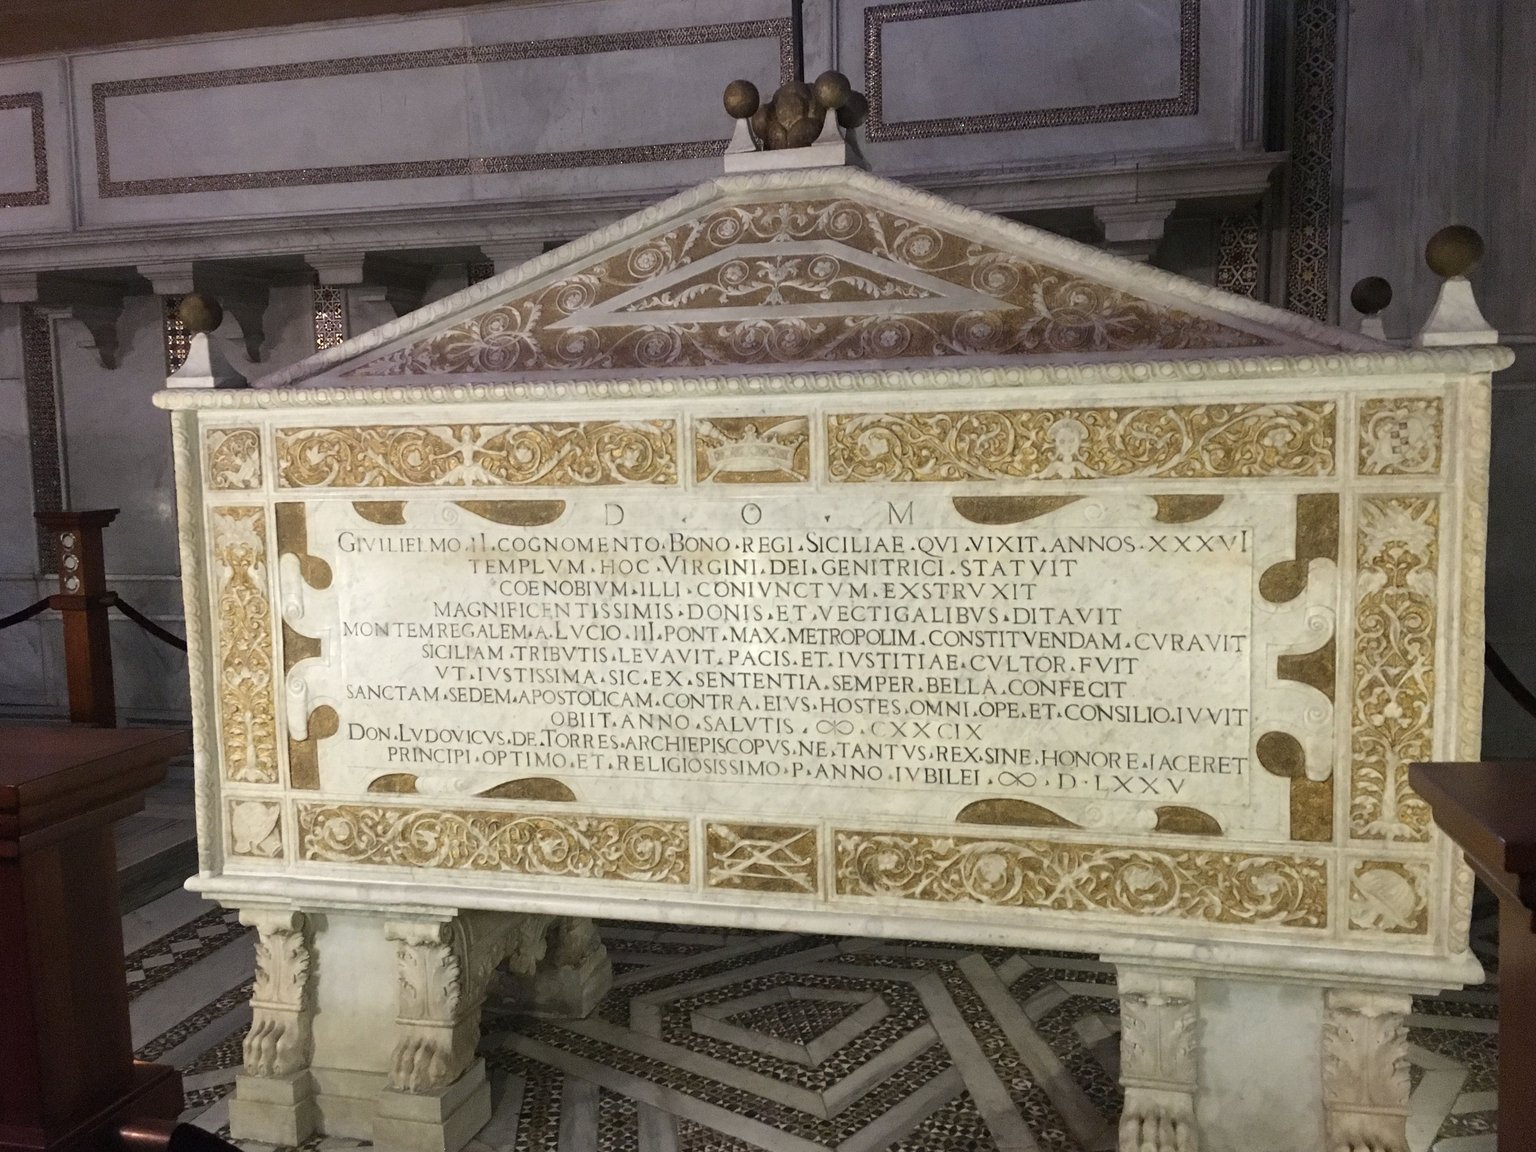 D . O . M
GVILIELMO.II.COGNOMENTO.BONO.REGI.SICILIAE.QVI.VIXIT.ANNOS.XXXVI
TEMPLVM.HOC.VIRGINI.DEI.GENITRICI.STATVIT
COENOBIVM.ILLI.CONIVNCTVM.EXSTRVXIT
MAGNIFICENTISSIMIS.DONIS.ET.VECTIGALIBVS.DITAVIT
MONTEMREGALEM.A.LVCIO.III.PONT.MAX.METROPOLIM.CONSTITVENDAM.CVRAVIT
SICILIAM.TRIBVTIS.LEVAVIT.PACIS.ET.IVSTITIAE.CVLTOR.FVIT
VT.IVSTISSIMA.SIC.EX.SENTENTIA.SEMPER.BELLA.CONFECIT
SANCTAM.SEDEM.APOSTOLICAM.CONTRA.EIVS.HOSTES.OMNI.OPE.ET.CONSILIO.IVVIT
OBIIT.ANNO.SALVTIS.ↀ.CXXCIX
DON.LVDOVICVS.DE.TORRES.ARCHIEPISCOPVS.NE.TANTVS.REX.SINE.HONORE.IACERET
PRINCIPI.OPTIMO.ET.RELIGIOSISSIMO.P.ANNO.IVBILEI.ↀ.D.LXXV